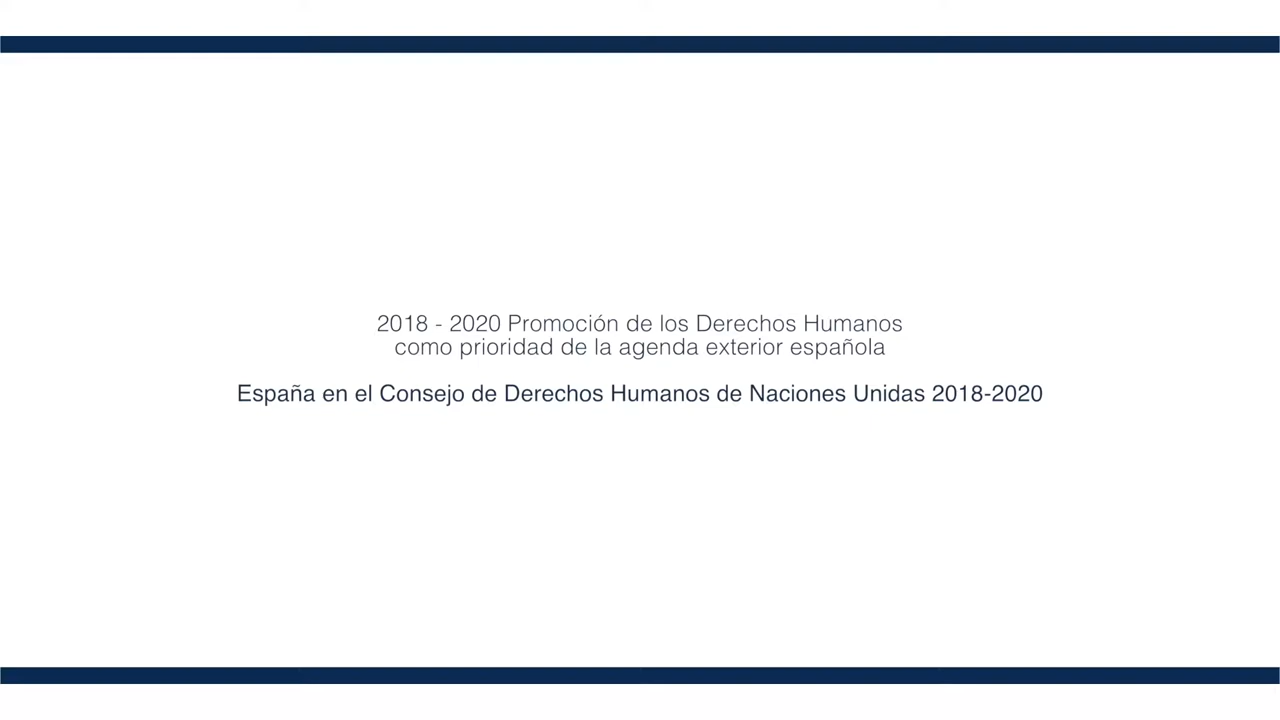 2018 - 2020 Promoción de los Derechos Humanos
como prioridad de la agenda exterior española
España en el Consejo de Derechos Humanos de Naciones Unidas 2018-2020